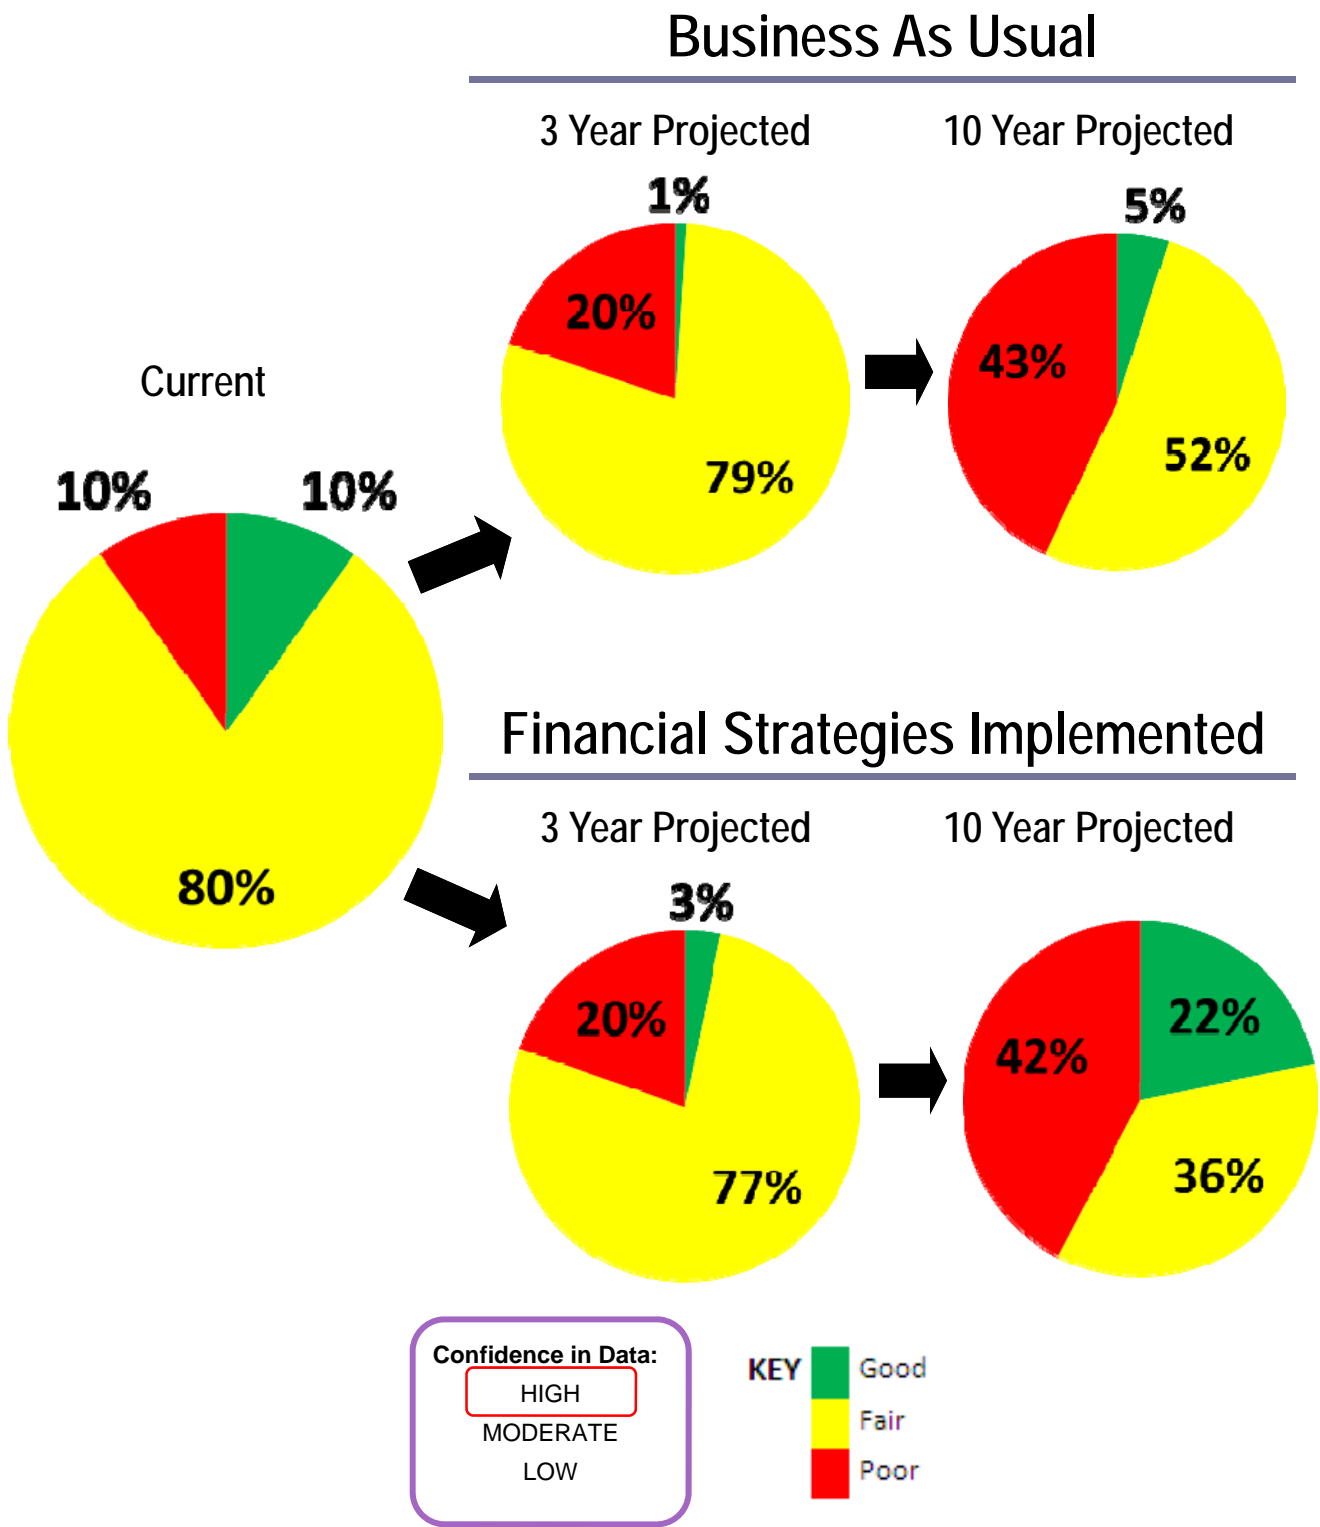 Business As Usual
3 Year Projected
10 Year Projected
1%
5%
20%
43%
79%
52%
Current
10%
10%
80%
Financial Strategies Implemented
3 Year Projected
10 Year Projected
3%
20%
22%
42%
77%
36%
Confidence in Data:
HIGH
MODERATE
LOW
KEY
Good
Fair
Poor